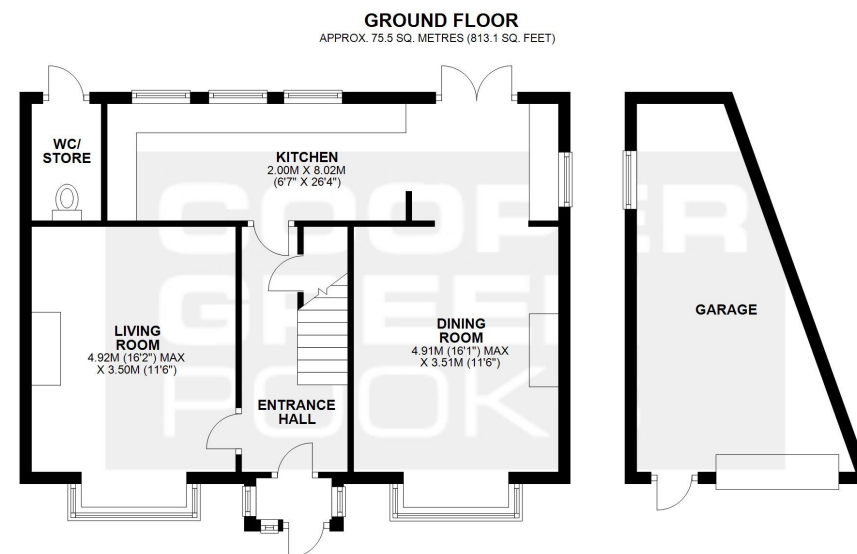 GROUND FLOOR
APPROX. 75.5 SQ. METRES (813.1 SQ. FEET)
WC/
STORE
KITCHEN
2.00M X 8.02M
(6'7" X 26'4")
COOPER
GREEN
POOK
LIVING
ROOM
4.92M (16'2") MAX
X 3.50M (11'6")
DINING
ROOM
4.91M (16'1") MAX
X 3.51M (11'6")
GARAGE
ENTRANCE
HALL